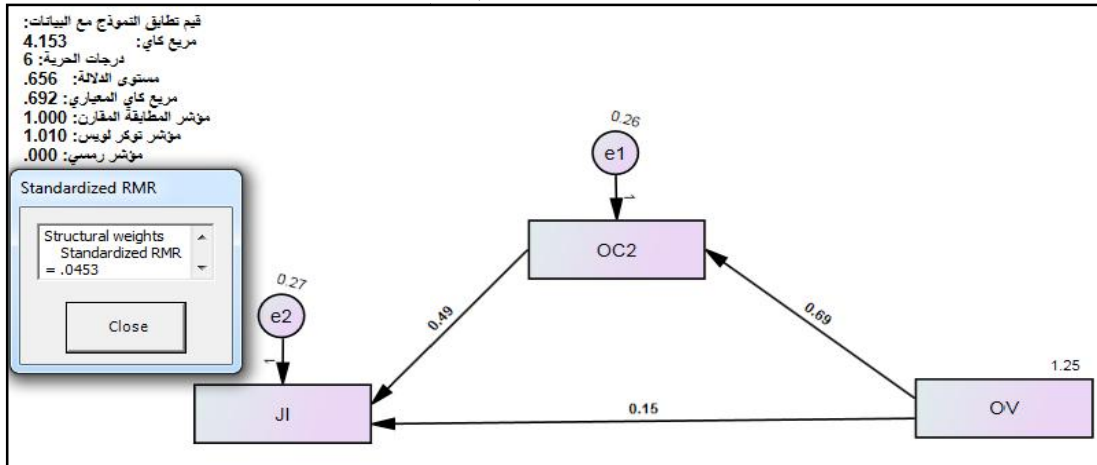 قيم تطابق النموذج مع البيانات:
مربع كاي: 4.153
درجات الحرية: 6
مستوى الدلالة: .656
مربع كاي المعياري: .692
مؤشر المطابقة المقارن: 1.000
مؤشر توكر لويس: 1.010
مؤشر رمسي: .000
Standardized RMR
Structural weights
Standardized RMR
= .0453
Close
0.26
e1
1
OC2
0.27
e2
1
0.49
0.69
1.25
JI
0.15
OV